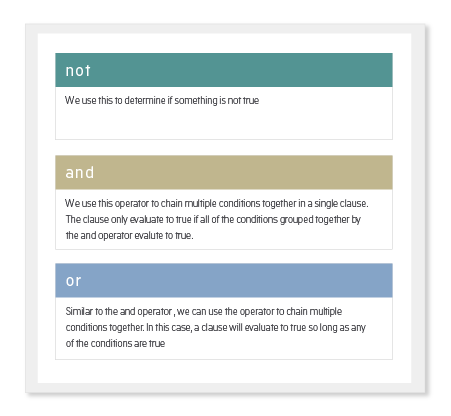 not
We use this to determine if something is not true
and
We use this operator to chain multiple conditions together in a single clause.
The clause only evaluate to true if all of the conditions grouped together by
the and operator evalute to true.
or
Similar to the and operator , we can use the operator to chain multiple
conditions together. In this case, a clause will evaluate to true so long as any
of the conditions are true